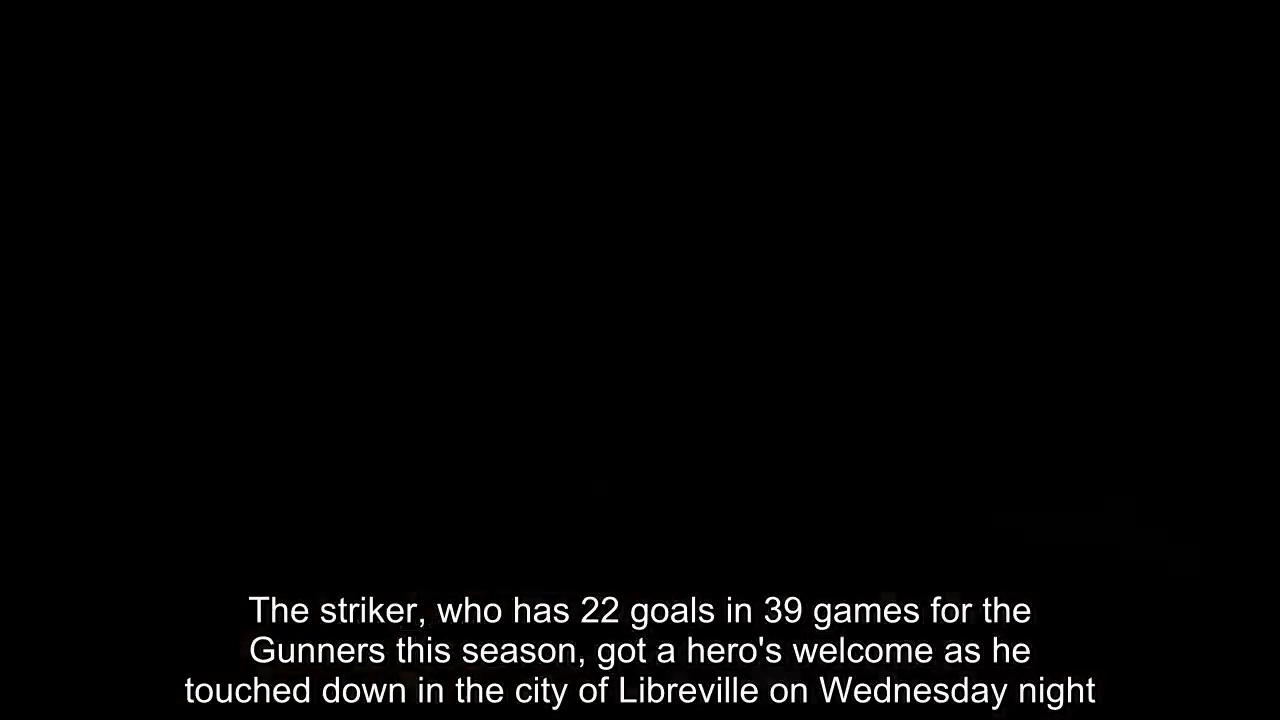 The striker, who has 22 goals in 39 games for the
Gunners this season, got a hero's welcome as he
touched down in the city of Libreville on Wednesday night